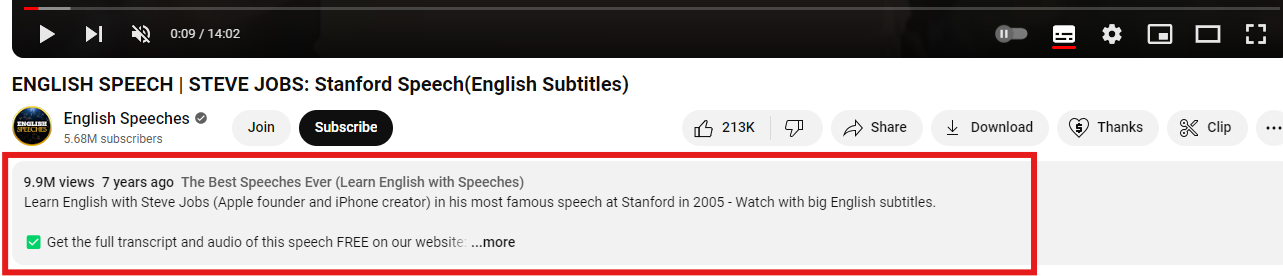 0:09 / 14:02
ENGLISH SPEECH | STEVE JOBS: Stanford Speech(English Subtitles)
ENGLISH SPEECHES
English Speeches
5.68M subscribers
Join
Subscribe
213K
Share
Download
Thanks
Clip
...
9.9M views 7 years ago The Best Speeches Ever (Learn English with Speeches)
Learn English with Steve Jobs (Apple founder and iPhone creator) in his most famous speech at Stanford in 2005 - Watch with big English subtitles.
✅ Get the full transcript and audio of this speech FREE on our website: ...more